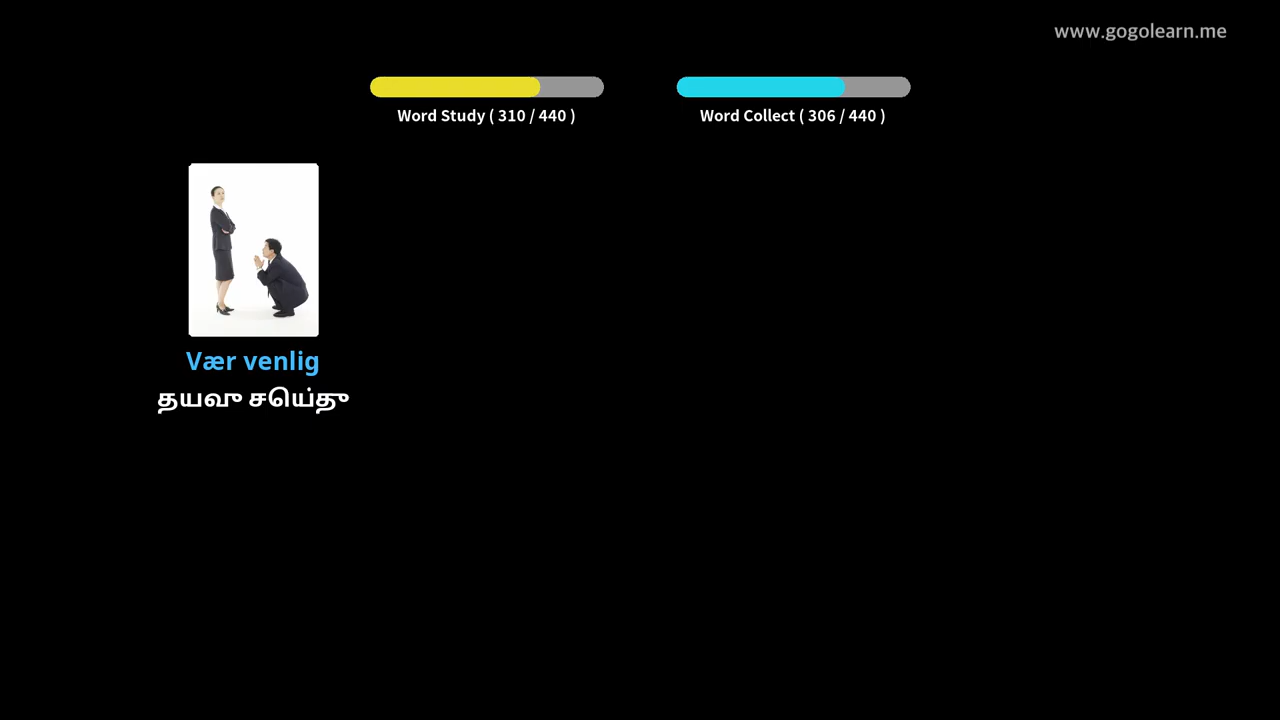 www.gogolearn.me
Word Study ( 310 / 440 )
Word Collect ( 306 / 440 )
Vær venlig
தயவு செய்து